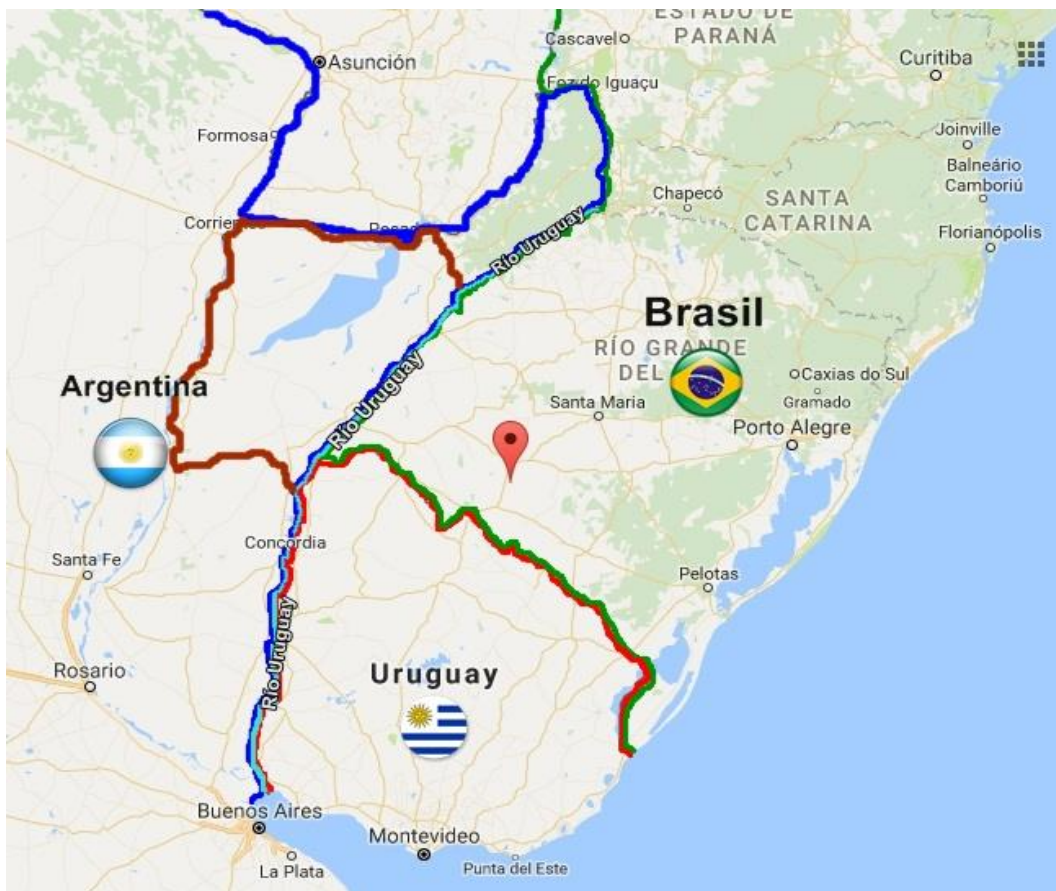 ESTADO DE
PARANÁ
Cascavel
Curitiba
Asunción
Foz do Iguaçu
Formosa
Joinville
Balneário
Camboriú
Chapecó
SANTA
CATARINA
Corrientes
Florianópolis
Río Uruguay
Brasil
RÍO GRANDE
DEL
Argentina
Caxias do Sul
Gramado
Santa Maria
Porto Alegre
Río Uruguay
Concordia
Santa Fe
Pelotas
Río Uruguay
Rosario
Uruguay
Buenos Aires
Montevideo
La Plata
Punta del Este